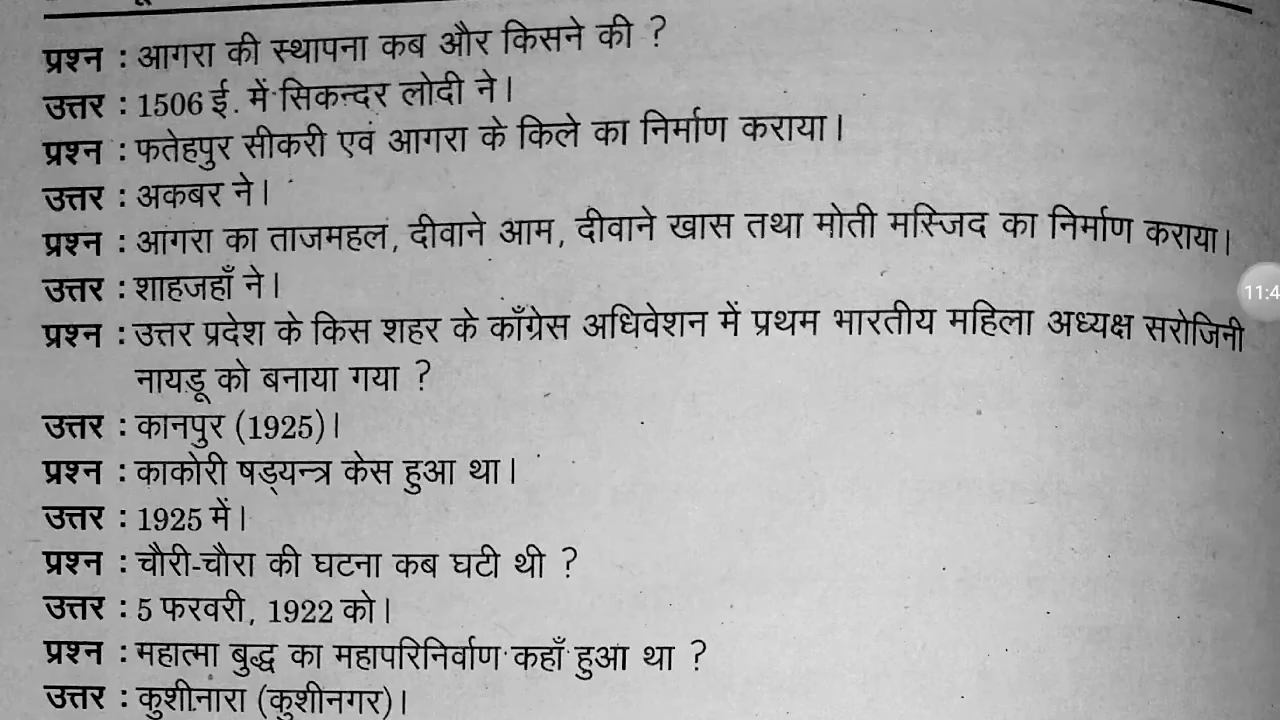 प्रश्न : आगरा की स्थापना कब और किसने की ?
उत्तर : 1506 ई. में सिकन्दर लोदी ने।
प्रश्न : फतेहपुर सीकरी एवं आगरा के किले का निर्माण कराया।
उत्तर : अकबर ने।
प्रश्न : आगरा का ताजमहल, दीवाने आम, दीवाने खास तथा मोती मस्जिद का निर्माण कराया।
उत्तर : शाहजहाँ ने।
11:4
प्रश्न : उत्तर प्रदेश के किस शहर के काँग्रेस अधिवेशन में प्रथम भारतीय महिला अध्यक्ष सरोजिनी
नायडू को बनाया गया ?
उत्तर : कानपुर (1925)।
प्रश्न : काकोरी षड्यन्त्र केस हुआ था।
उत्तर : 1925 में।
प्रश्न : चौरी-चौरा की घटना कब घटी थी ?
उत्तर : 5 फरवरी, 1922 को।
प्रश्न : महात्मा बुद्ध का महापरिनिर्वाण कहाँ हुआ था ?
उत्तर : कुशीनारा (कुशीनगर)।